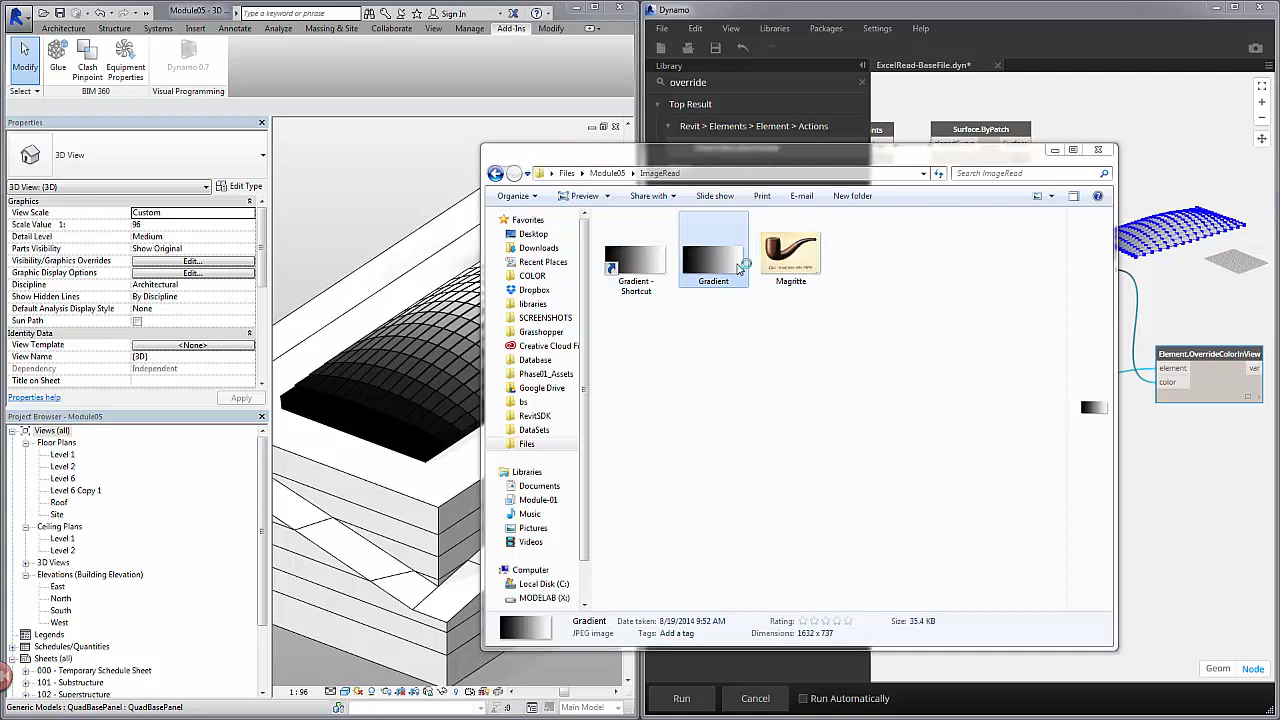 Module05 - 3D ...
Type a keyword or phrase
Sign In
Architecture Structure Systems Insert Annotate Analyze Massing & Site Collaborate View Manage Add-Ins Modify
Modify Glue Clash Pinpoint Equipment Properties Dynamo 0.7
Select BIM 360 Visual Programming
Properties
3D View
3D View: {3D} Edit Type
Graphics
View Scale Custom
Scale Value 1: 96
Detail Level Medium
Parts Visibility Show Original
Visibility/Graphics Overrides Edit...
Graphic Display Options Edit...
Discipline Architectural
Show Hidden Lines By Discipline
Default Analysis Display Style None
Sun Path
Identity Data
View Template <None>
View Name {3D}
Dependency Independent
Title on Sheet
Properties help Apply
Project Browser - Module05
Views (all)
Floor Plans
Level 1
Level 2
Level 6
Level 6 Copy 1
Roof
Site
Ceiling Plans
Level 1
Level 2
3D Views
Elevations (Building Elevation)
East
North
South
West
Legends
Schedules/Quantities
Sheets (all)
000 - Temporary Schedule Sheet
101 - Substructure
102 - Superstructure
1 : 96
Generic Models : QuadBasePanel : QuadBasePanel
:0
Main Model
Dynamo
File Edit View Libraries Packages Settings Help
Library
ExcelRead-BaseFile.dyn*
override
Top Result
Revit > Elements > Element > Actions
Surface.ByPatch
Files Module05 ImageRead
Search ImageRead
Organize Preview Share with Slide show Print E-mail New folder
Favorites
Desktop
Downloads
Recent Places
COLOR
Dropbox
libraries
SCREENSHOTS
Grasshopper
Creative Cloud Fi
Database
Phase01_Assets
Google Drive
bs
RevitSDK
DataSets
Files
Libraries
Documents
Module-01
Music
Pictures
Videos
Computer
Local Disk (C:)
MODELAB (X:)
Gradient - Shortcut
Gradient
Magritte
Gradient Date taken: 8/19/2014 9:52 AM Rating: Size: 35.4 KB
JPEG image Tags: Add a tag Dimensions: 1632 x 737
Element.OverrideColorInView
element var
color
Geom Node
Run Cancel Run Automatically